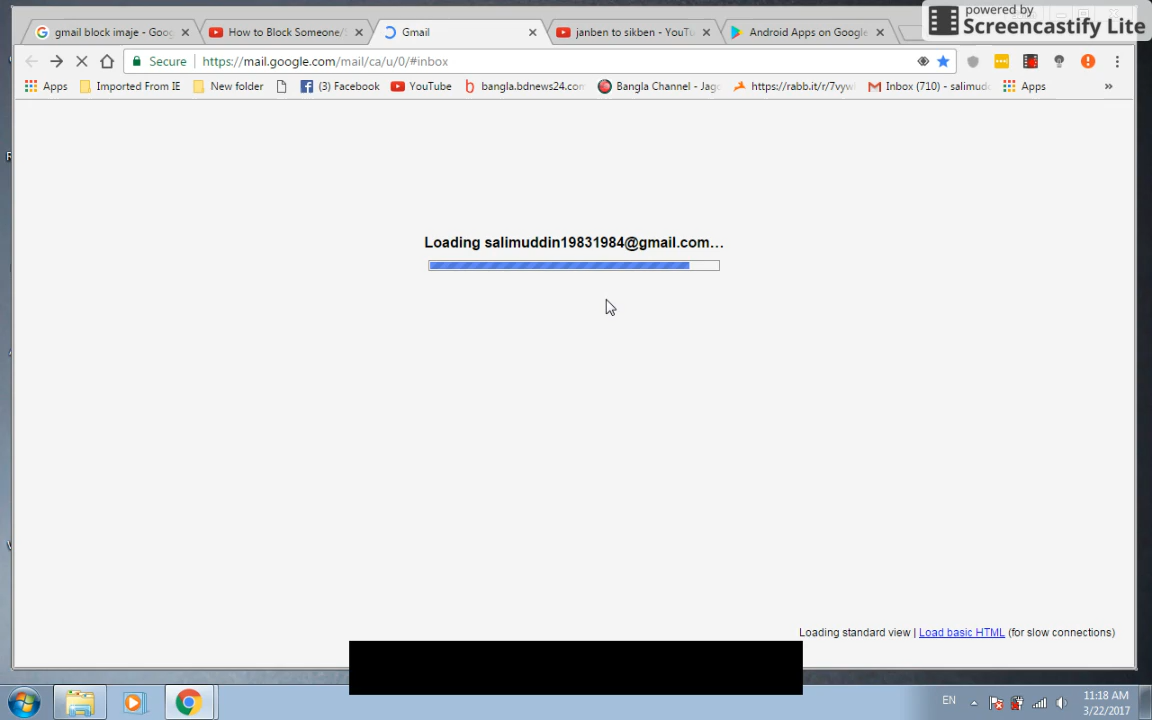 powered by
Screencastify Lite
gmail block imaje - Goog
How to Block Someone/
Gmail
janben to sikben - YouTu
Android Apps on Google
Secure
https://mail.google.com/mail/ca/u/0/#inbox
Apps
Imported From IE
New folder
(3) Facebook
YouTube
bangla.bdnews24.com
Bangla Channel - Jago
https://rabb.it/r/7vyw
Inbox (710) - salimudd
Apps
»
Loading salimuddin19831984@gmail.com…
Loading standard view | Load basic HTML (for slow connections)
EN
11:18 AM
3/22/2017